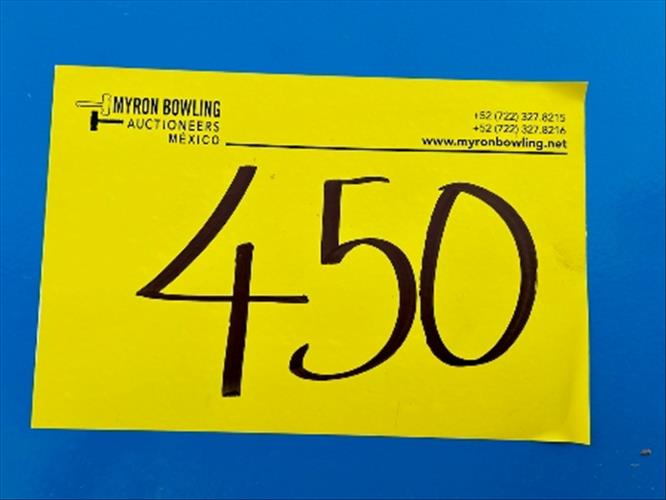 MYRON BOWLING
AUCTIONEERS
MÉXICO
+52 (722) 327.8215
+52 (722) 327.8216
www.myronbowling.net
450